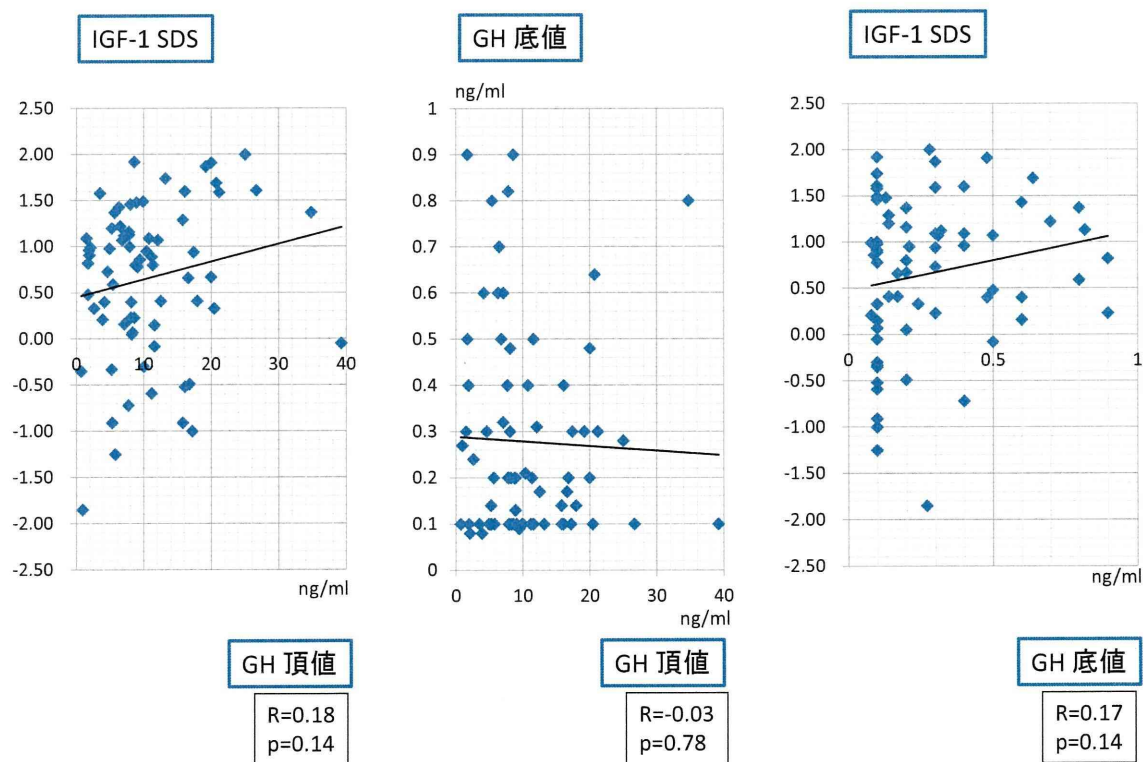 IGF-1 SDS
2.50
2.00
1.50
1.00
0.50
0.00
-0.50
-1.00
-1.50
-2.00
-2.50
0
10
20
30
40
ng/ml
GH 頂値
R=0.18
p=0.14
GH 底値
ng/ml
1
0.9
0.8
0.7
0.6
0.5
0.4
0.3
0.2
0.1
0
0
10
20
30
40
ng/ml
GH 頂値
R=-0.03
p=0.78
IGF-1 SDS
2.50
2.00
1.50
1.00
0.50
0.00
-0.50
-1.00
-1.50
-2.00
-2.50
0
0.5
1
ng/ml
GH 底値
R=0.17
p=0.14